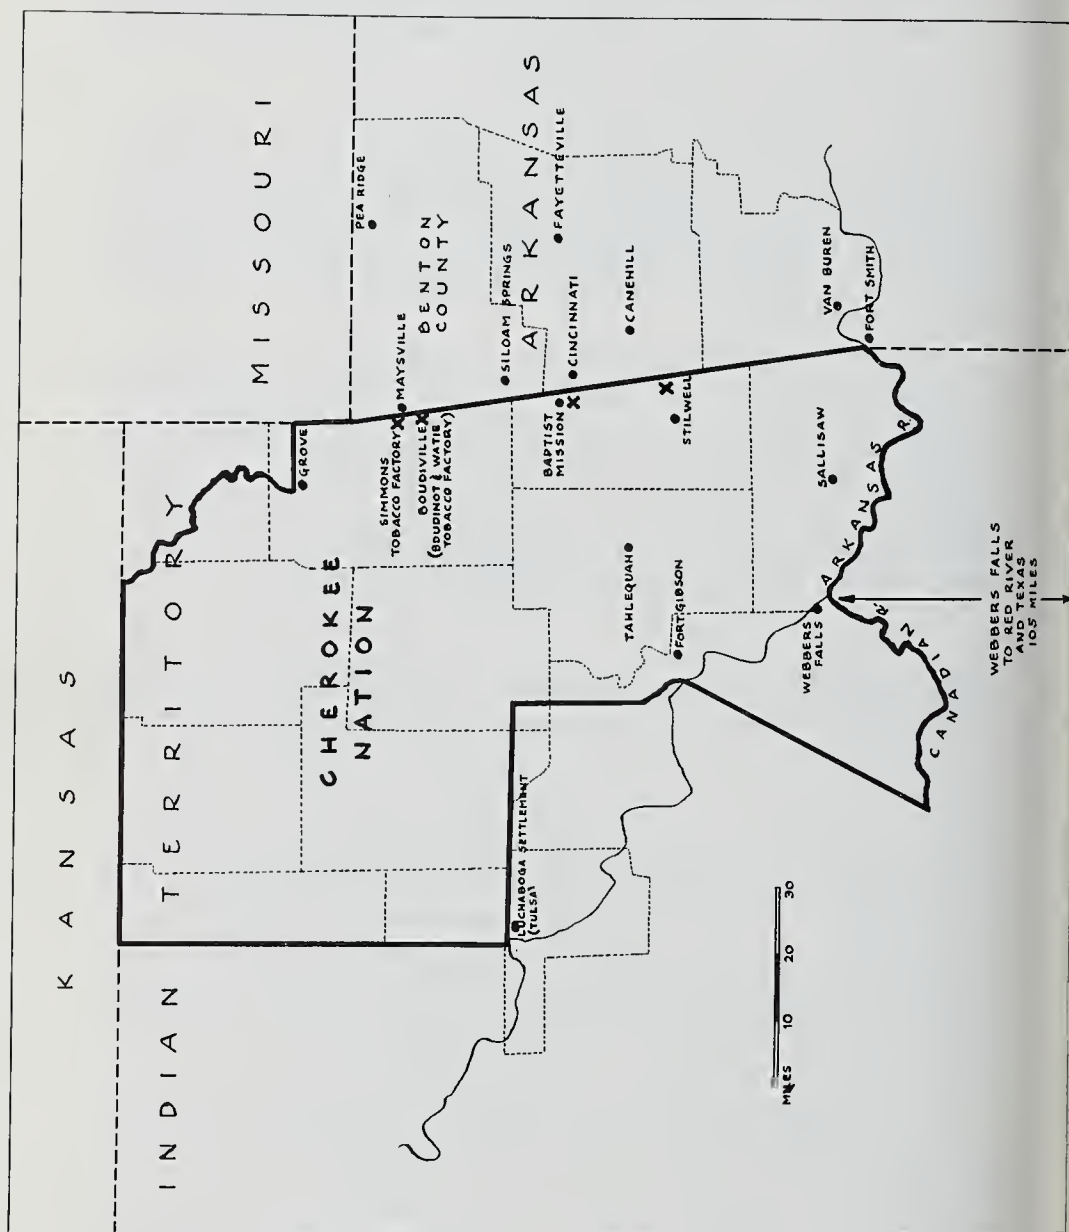 KANSAS
MISSOURI
INDIAN TERRITORY
CHEROKEE
NATION
GROVE
PEA RIDGE
SIMMONS
TOBACCO FACTORY
MAYSVILLE
BOUDIVILLE
(BOUDINOT & WATIE
TOBACCO FACTORY)
BENTON
COUNTY
SILOAM SPRINGS
ARKANSAS
LUCHABOGA SETTLEMENT
(TULSA)
BAPTIST
MISSION
CINCINNATI
FAYETTEVILLE
TAHLEQUAH
CANEHILL
FORT GIBSON
STILWELL
WEBBERS
FALLS
SALLISAW
VAN BUREN
FORT SMITH
ARKANSAS R.
CANADIAN R.
MILES 10 20 30
WEBBERS FALLS
TO RED RIVER
AND TEXAS
105 MILES